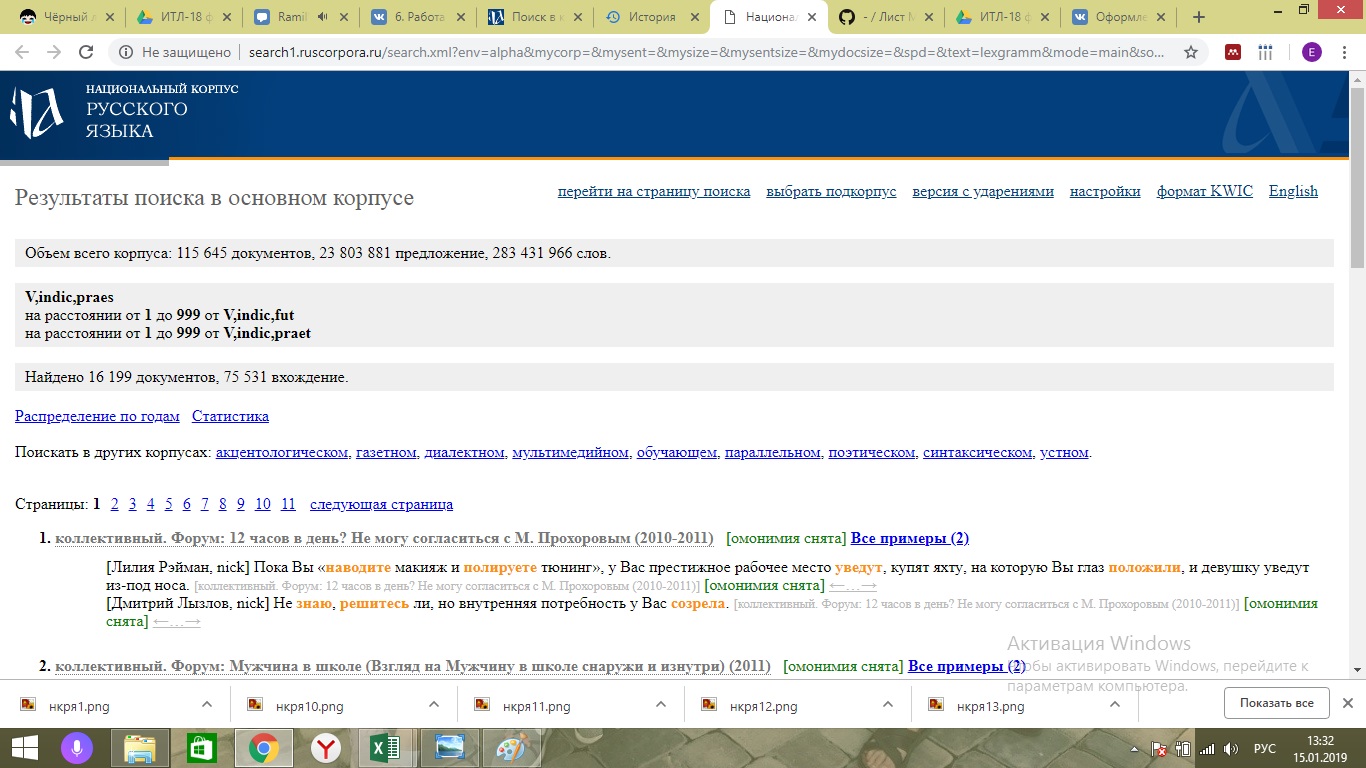 Чёрный
ИТЛ-18 ф
Ramil
6. Работа
Поиск в к
История
Национал
- / Лист М
ИТЛ-18 ф
Оформле
Не защищено
search1.ruscorpora.ru/search.xml?env=alpha&mycorp=&mysent=&mysize=&mysentsize=&mydocsize=&spd=&text=lexgramm&mode=main&so...
E
НАЦИОНАЛЬНЫЙ КОРПУС
РУССКОГО
ЯЗЫКА
Результаты поиска в основном корпусе
перейти на страницу поиска выбрать подкорпус версия с ударениями настройки формат KWIC English
Объем всего корпуса: 115 645 документов, 23 803 881 предложение, 283 431 966 слов.
V,indic,praes
на расстоянии от 1 до 999 от V,indic,fut
на расстоянии от 1 до 999 от V,indic,praet
Найдено 16 199 документов, 75 531 вхождение.
Распределение по годам Статистика
Поискать в других корпусах: акцентологическом, газетном, диалектном, мультимедийном, обучающем, параллельном, поэтическом, синтаксическом, устном.
Страницы: 1 2 3 4 5 6 7 8 9 10 11 следующая страница
1. коллективный. Форум: 12 часов в день? Не могу согласиться с М. Прохоровым (2010-2011) [омонимия снята] Все примеры (2)
[Лилия Рэйман, nick] Пока Вы «наводите макияж и полируете тюнинг», у Вас престижное рабочее место уведут, купят яхту, на которую Вы глаз положили, и девушку уведут
из-под носа. [коллективный. Форум: 12 часов в день? Не могу согласиться с М. Прохоровым (2010-2011)] [омонимия снята] ←...→
[Дмитрий Лызлов, nick] Не знаю, решитесь ли, но внутренняя потребность у Вас созрела. [коллективный. Форум: 12 часов в день? Не могу согласиться с М. Прохоровым (2010-2011)] [омонимия
снята] ←...→
2. коллективный. Форум: Мужчина в школе (Взгляд на Мужчину в школе снаружи и изнутри) (2011) [омонимия снята] Все примеры (2)
Активация Windows
Чтобы активировать Windows, перейдите к
параметрам компьютера.
нкря1.png
нкря10.png
нкря11.png
нкря12.png
нкря13.png
Показать все
РУС
13:32
15.01.2019